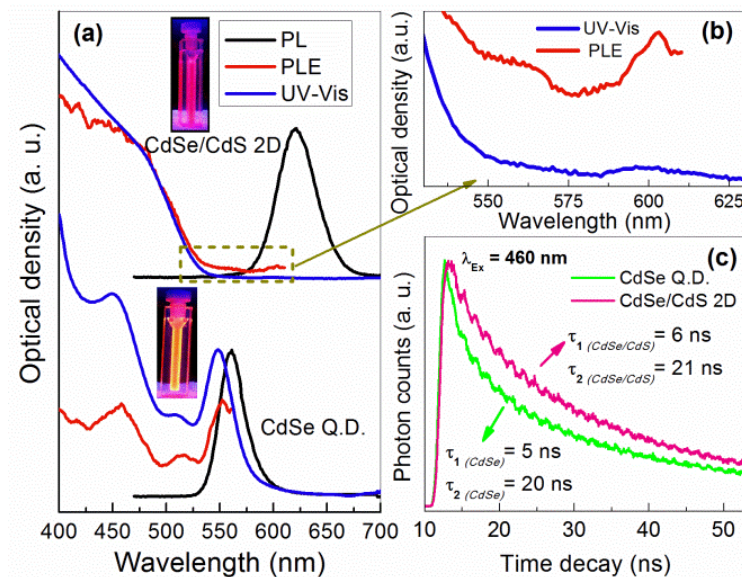 (a)
PL
PLE
UV-Vis
CdSe/CdS 2D
CdSe Q.D.
Optical density (a. u.)
400 450 500 550 600 650 700
Wavelength (nm)
(b)
UV-Vis
PLE
Optical density (a. u.)
550 575 600 625
Wavelength (nm)
(c)
λEx = 460 nm
CdSe Q.D.
CdSe/CdS 2D
τ1 (CdSe/CdS) = 6 ns
τ2 (CdSe/CdS) = 21 ns
τ1 (CdSe) = 5 ns
τ2 (CdSe) = 20 ns
Photon counts (a. u.)
10 20 30 40 50
Time decay (ns)